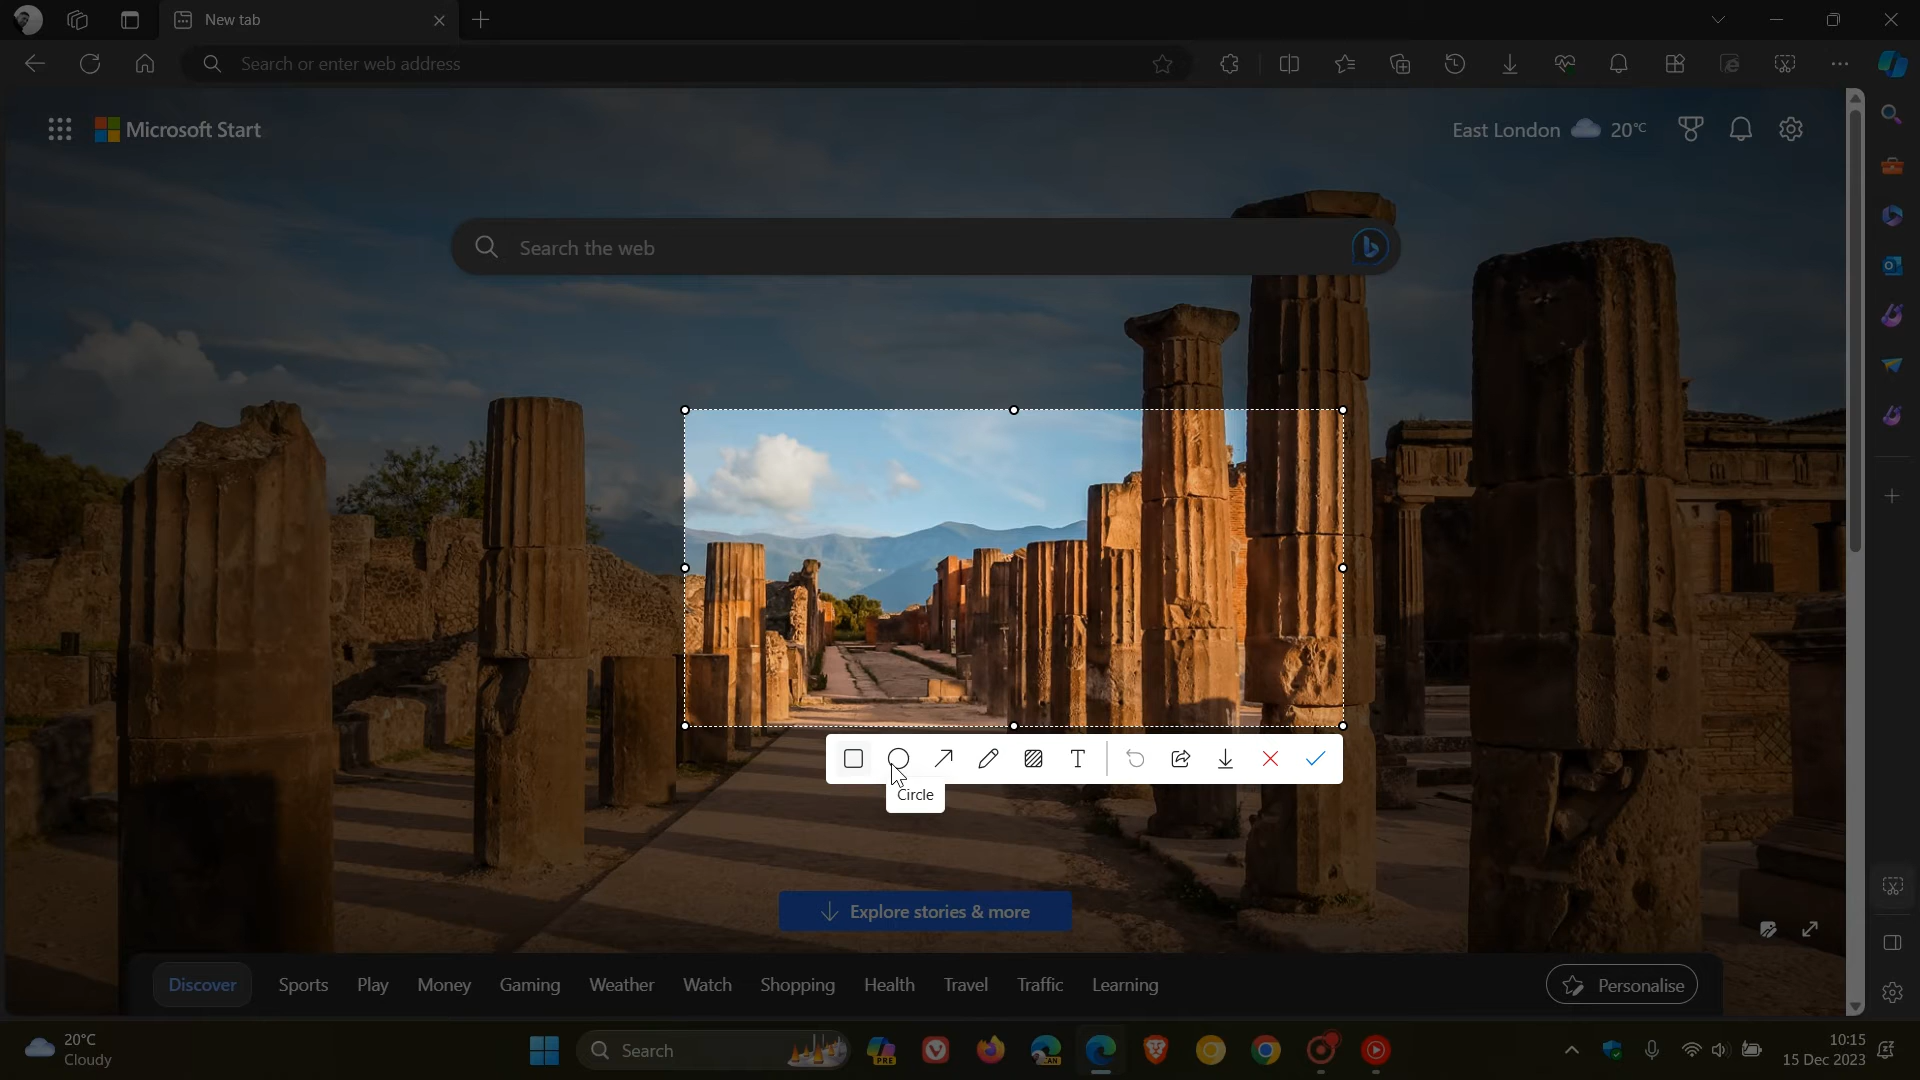 New tab
Search or enter web address
Microsoft Start
East London 20°C
Search the web
Circle
Explore stories & more
Discover Sports Play Money Gaming Weather Watch Shopping Health Travel Traffic Learning Personalise
20°C
Cloudy
Search
PRE
CAN
10:15
15 Dec 2023